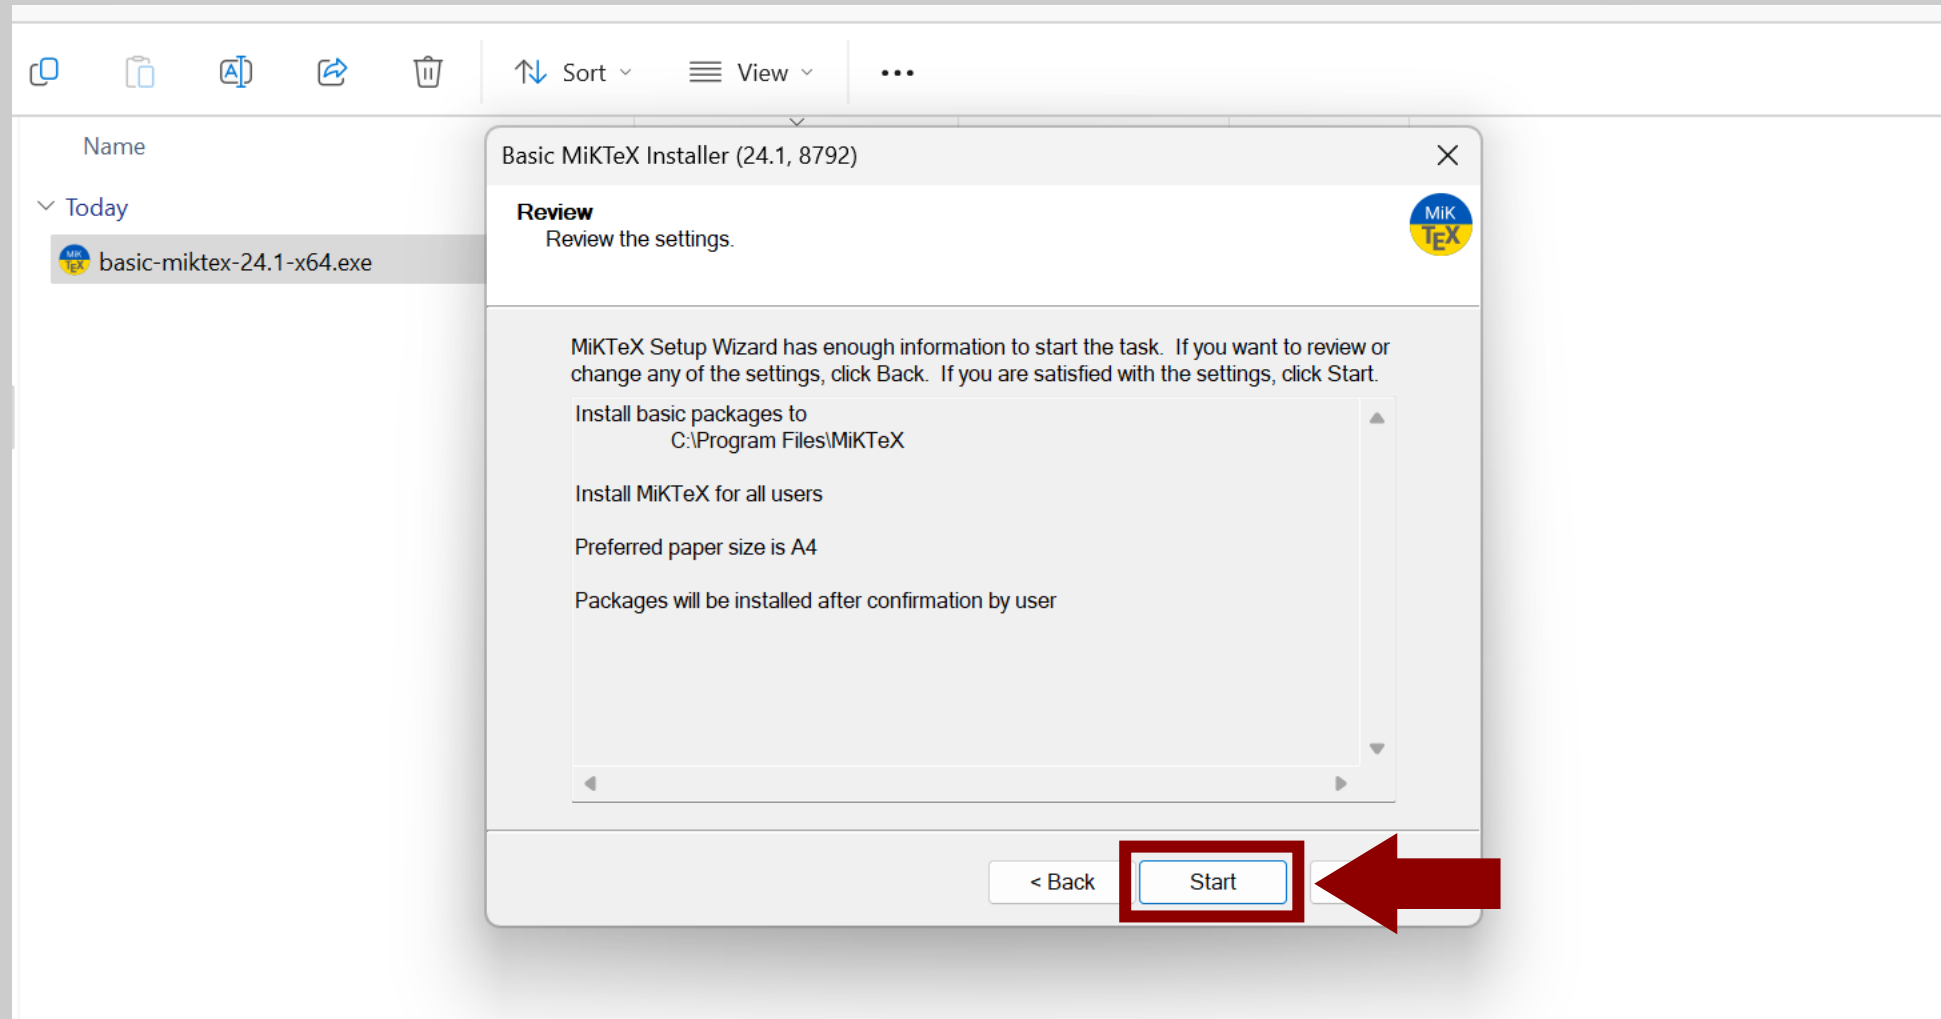 Sort
View
Name
Today
basic-miktex-24.1-x64.exe
Basic MiKTeX Installer (24.1, 8792)
Review
Review the settings.
MiK
TEX
MiKTeX Setup Wizard has enough information to start the task.  If you want to review or
change any of the settings, click Back.  If you are satisfied with the settings, click Start.
Install basic packages to
C:\Program Files\MiKTeX
Install MiKTeX for all users
Preferred paper size is A4
Packages will be installed after confirmation by user
< Back
Start